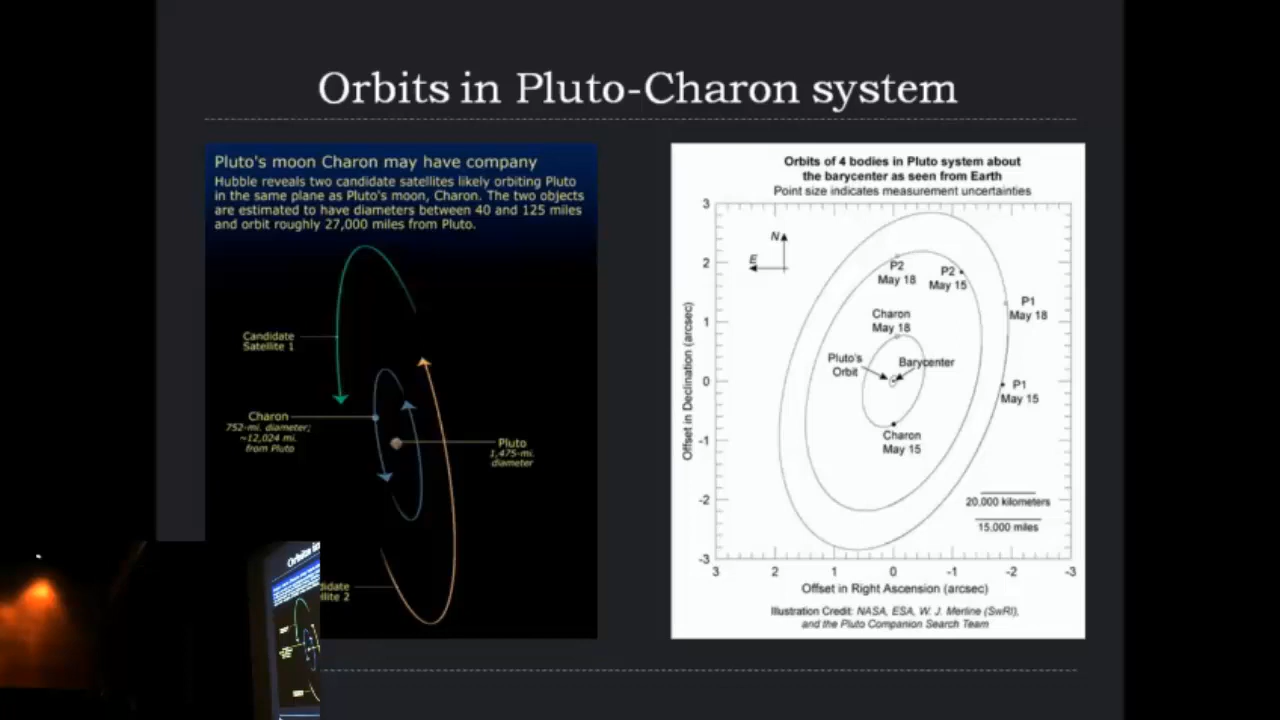 Orbits in Pluto-Charon system
Pluto's moon Charon may have company
Hubble reveals two candidate satellites likely orbiting Pluto
in the same plane as Pluto's moon, Charon. The two objects
are estimated to have diameters between 40 and 125 miles
and orbit roughly 27,000 miles from Pluto.
Candidate
Satellite 1
Charon
752-mi. diameter;
~12,024 mi.
from Pluto
Pluto
1,475-mi.
diameter
Orbits of 4 bodies in Pluto system about
the barycenter as seen from Earth
Point size indicates measurement uncertainties
N
E
P2
May 18
P2
May 15
P1
May 18
Charon
May 18
Pluto's
Orbit
Barycenter
P1
May 15
Charon
May 15
20,000 kilometers
15,000 miles
3
2
1
0
-1
-2
-3
Offset in Declination (arcsec)
3 2 1 0 -1 -2 -3
Offset in Right Ascension (arcsec)
Illustration Credit: NASA, ESA, W. J. Merline (SwRI),
and the Pluto Companion Search Team